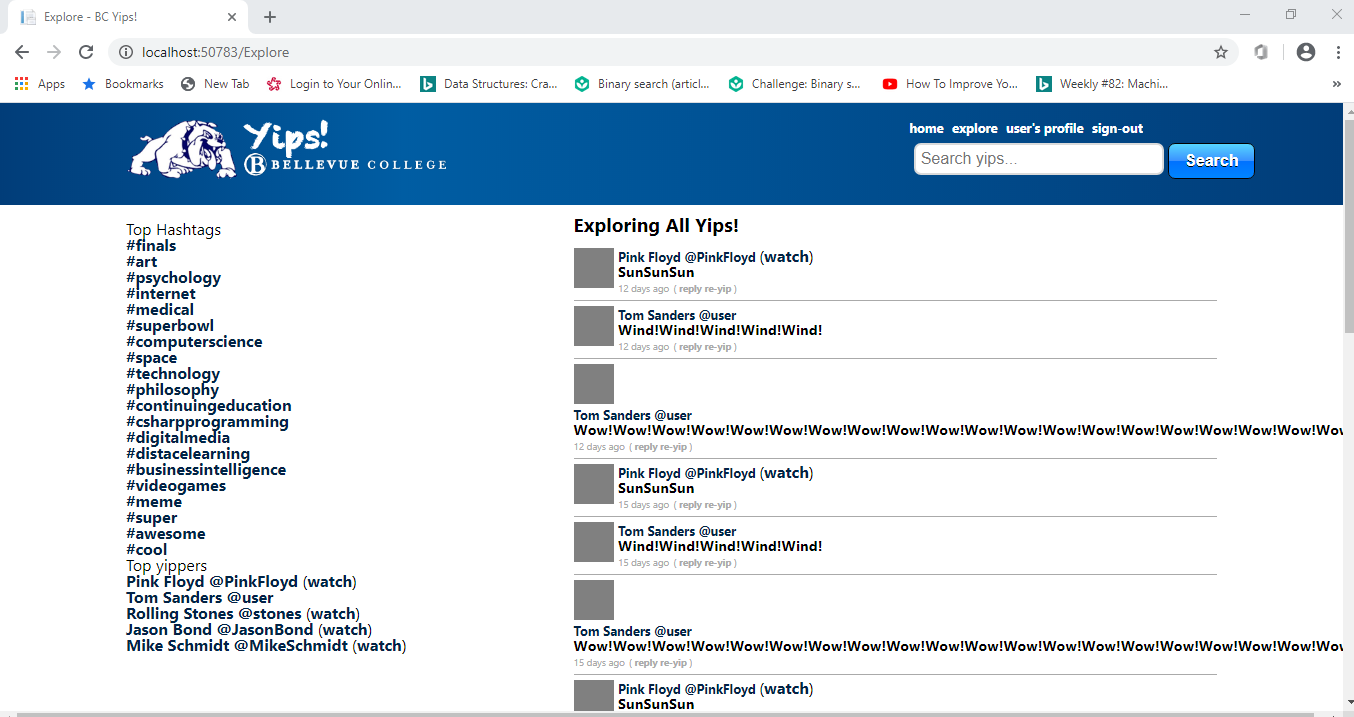 Explore - BC Yips!
localhost:50783/Explore
Apps Bookmarks New Tab Login to Your Onlin... Data Structures: Cra... Binary search (articl... Challenge: Binary s... How To Improve Yo... Weekly #82: Machi... »
Yips!
B BELLEVUE COLLEGE
home explore user's profile sign-out
Search yips... Search
Top Hashtags
#finals
#art
#psychology
#internet
#medical
#superbowl
#computerscience
#space
#technology
#philosophy
#continuingeducation
#csharpprogramming
#digitalmedia
#distacelearning
#businessintelligence
#videogames
#meme
#super
#awesome
#cool
Top yippers
Pink Floyd @PinkFloyd (watch)
Tom Sanders @user
Rolling Stones @stones (watch)
Jason Bond @JasonBond (watch)
Mike Schmidt @MikeSchmidt (watch)
Exploring All Yips!
Pink Floyd @PinkFloyd (watch)
SunSunSun
12 days ago ( reply re-yip )
Tom Sanders @user
Wind!Wind!Wind!Wind!Wind!
12 days ago ( reply re-yip )
Tom Sanders @user
Wow!Wow!Wow!Wow!Wow!Wow!Wow!Wow!Wow!Wow!Wow!Wow!Wow!Wow!Wow!Wow!Wow!Wow!Wow!Wow
12 days ago ( reply re-yip )
Pink Floyd @PinkFloyd (watch)
SunSunSun
15 days ago ( reply re-yip )
Tom Sanders @user
Wind!Wind!Wind!Wind!Wind!
15 days ago ( reply re-yip )
Tom Sanders @user
Wow!Wow!Wow!Wow!Wow!Wow!Wow!Wow!Wow!Wow!Wow!Wow!Wow!Wow!Wow!Wow!Wow!Wow!Wow!Wow
15 days ago ( reply re-yip )
Pink Floyd @PinkFloyd (watch)
SunSunSun